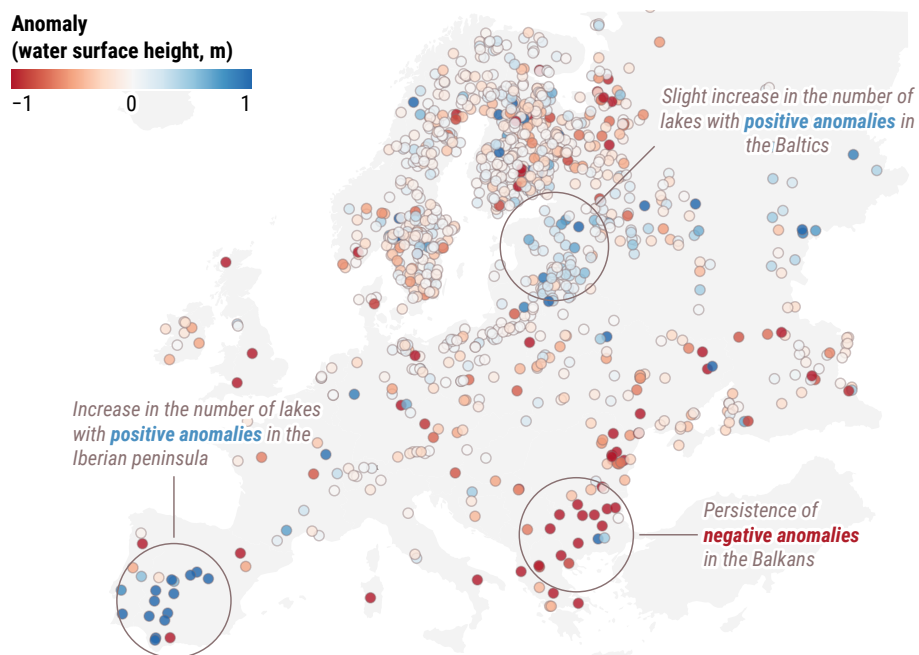 Anomaly
(water surface height, m)
−1 0 1
Slight increase in the number of
lakes with positive anomalies in
the Baltics
Increase in the number of lakes
with positive anomalies in the
Iberian peninsula
Persistence of
negative anomalies
in the Balkans